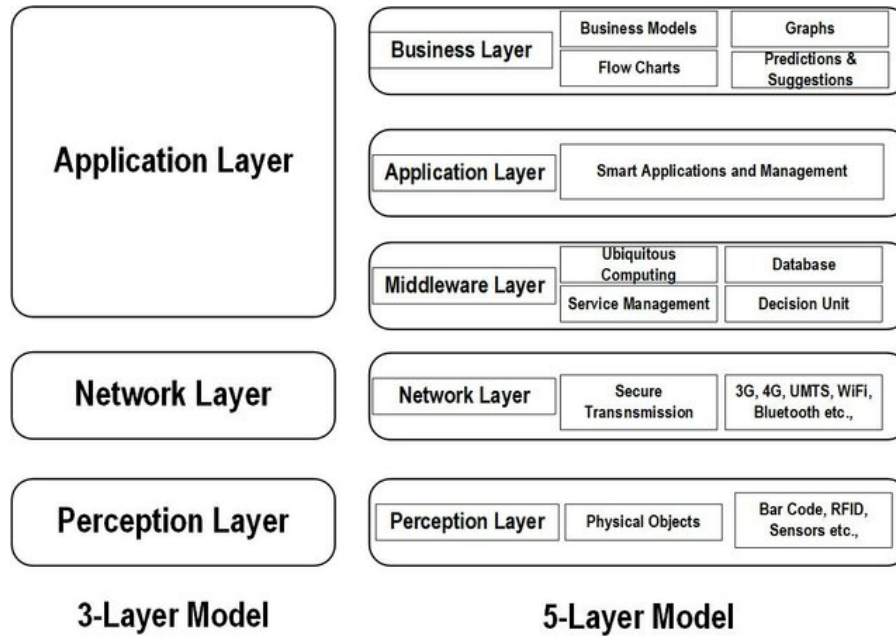 Application Layer
Network Layer
Perception Layer
3-Layer Model
Business Layer
Business Models
Graphs
Flow Charts
Predictions &
Suggestions
Application Layer
Smart Applications and Management
Middleware Layer
Ubiquitous
Computing
Database
Service Management
Decision Unit
Network Layer
Secure
Transnsmission
3G, 4G, UMTS, WiFi,
Bluetooth etc.,
Perception Layer
Physical Objects
Bar Code, RFID,
Sensors etc.,
5-Layer Model